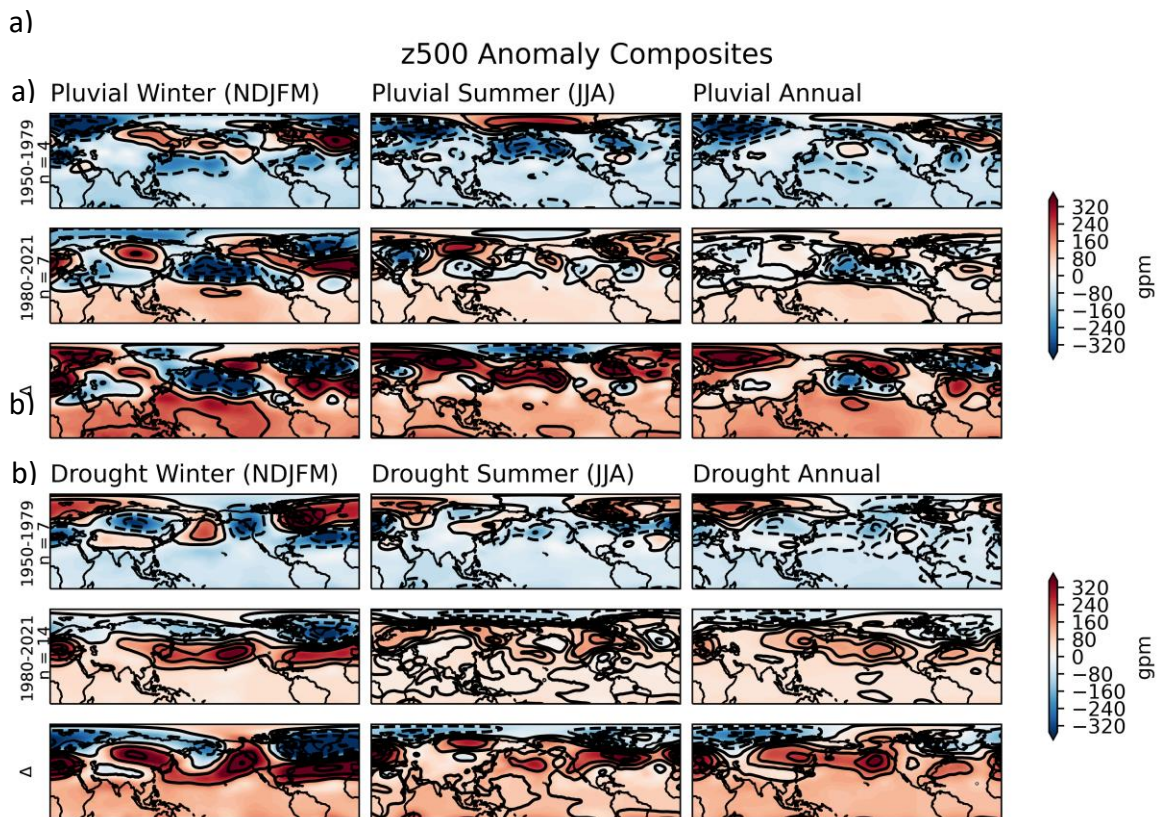 a)
z500 Anomaly Composites
a)
Pluvial Winter (NDJFM) Pluvial Summer (JJA) Pluvial Annual
1950-1979
n = 4
1980-2021
n = 7
Δ
320
240
160
80
0
−80
−160
−240
−320
gpm
b)
b)
Drought Winter (NDJFM) Drought Summer (JJA) Drought Annual
1950-1979
n = 7
1980-2021
n = 14
Δ
320
240
160
80
0
−80
−160
−240
−320
gpm